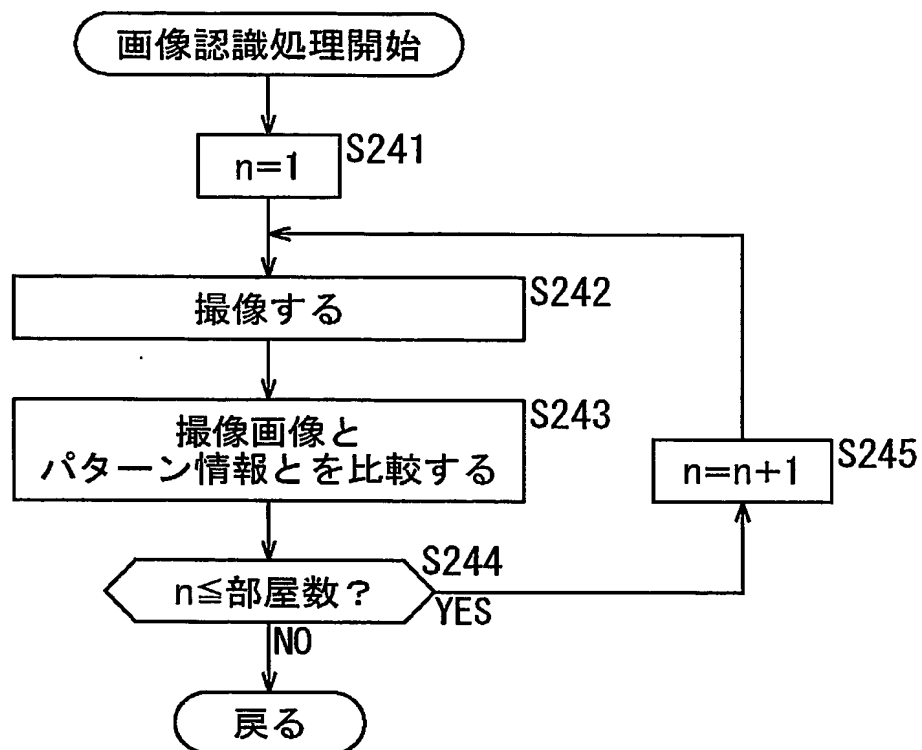 画像認識処理開始
n=1
S241
撮像する
S242
撮像画像と
パターン情報とを比較する
S243
n=n+1
S245
n≦部屋数？
S244
YES
NO
戻る